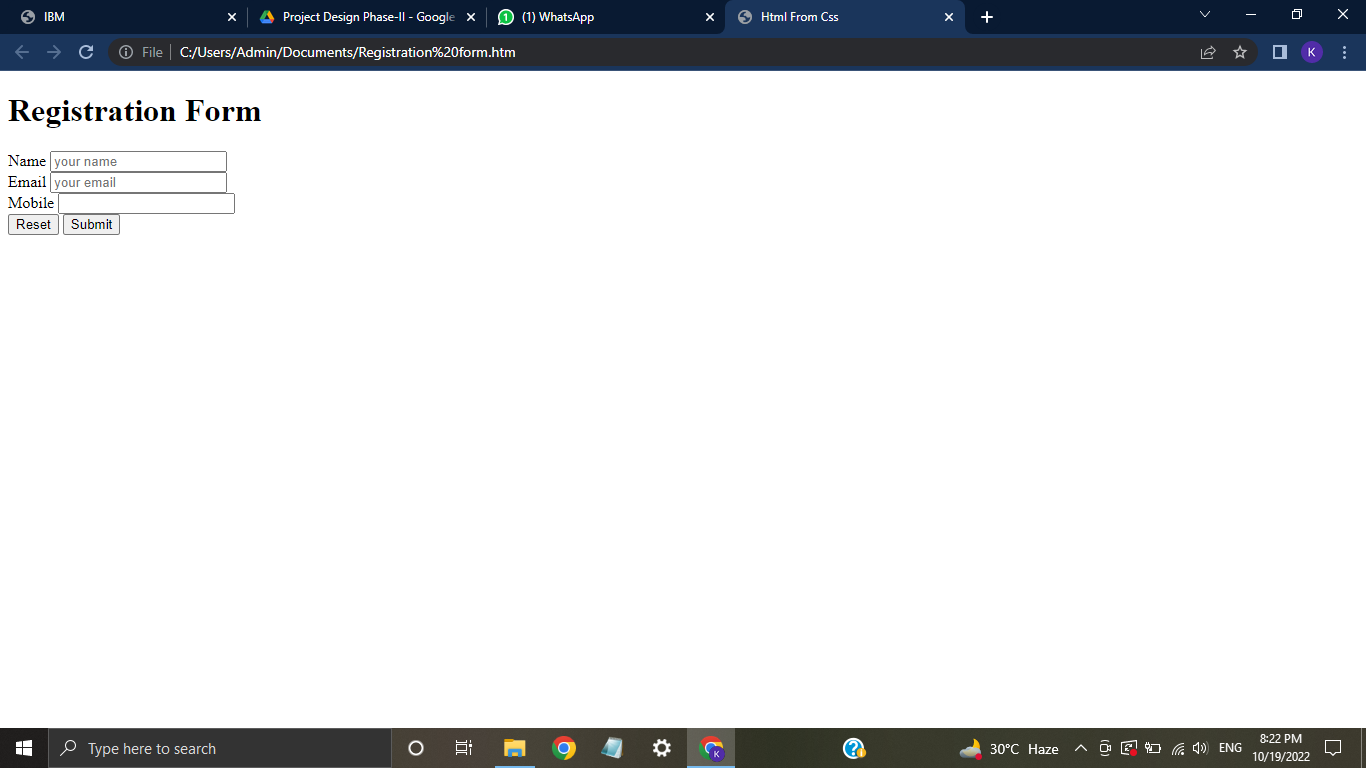 IBM
Project Design Phase-II - Google
(1) WhatsApp
Html From Css
File
C:/Users/Admin/Documents/Registration%20form.htm
K
Registration Form
Name your name
Email your email
Mobile
Reset Submit
Type here to search
K
30°C Haze
ENG
8:22 PM
10/19/2022